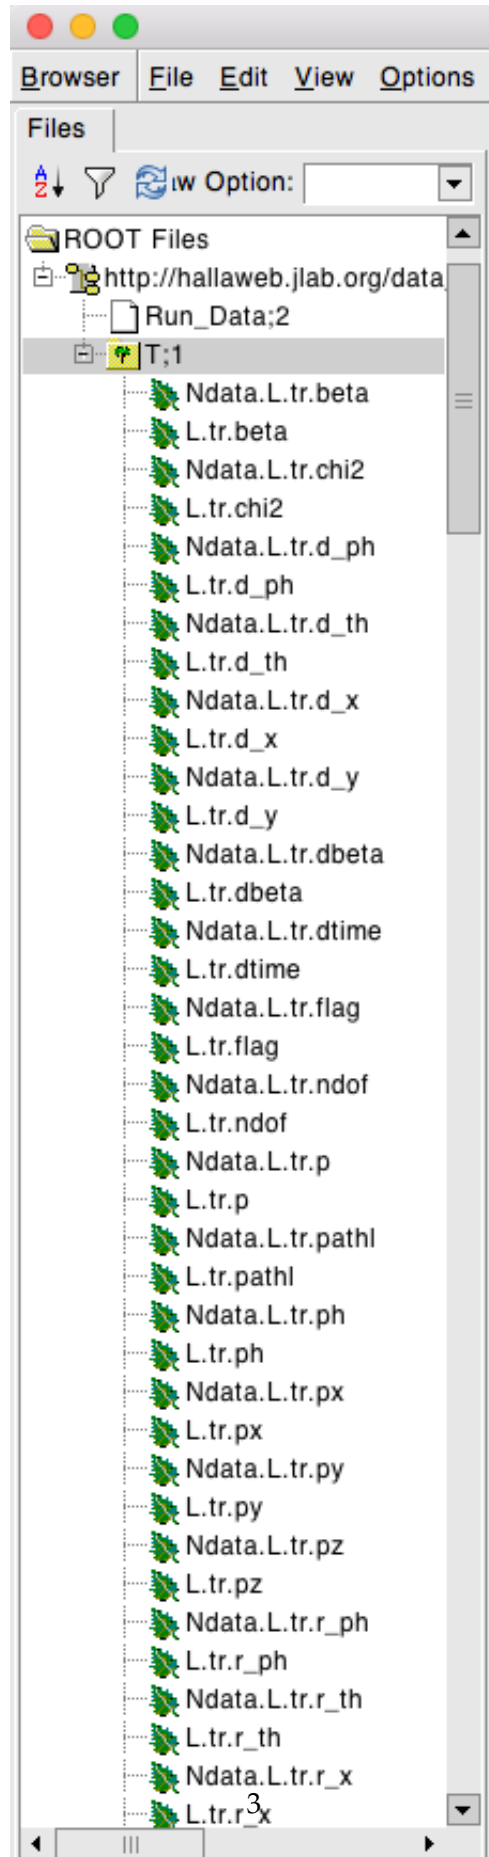 Browser File Edit View Options
Files
w Option:
ROOT Files
http://hallaweb.jlab.org/data_
Run_Data;2
T;1
Ndata.L.tr.beta
L.tr.beta
Ndata.L.tr.chi2
L.tr.chi2
Ndata.L.tr.d_ph
L.tr.d_ph
Ndata.L.tr.d_th
L.tr.d_th
Ndata.L.tr.d_x
L.tr.d_x
Ndata.L.tr.d_y
L.tr.d_y
Ndata.L.tr.dbeta
L.tr.dbeta
Ndata.L.tr.dtime
L.tr.dtime
Ndata.L.tr.flag
L.tr.flag
Ndata.L.tr.ndof
L.tr.ndof
Ndata.L.tr.p
L.tr.p
Ndata.L.tr.pathl
L.tr.pathl
Ndata.L.tr.ph
L.tr.ph
Ndata.L.tr.px
L.tr.px
Ndata.L.tr.py
L.tr.py
Ndata.L.tr.pz
L.tr.pz
Ndata.L.tr.r_ph
L.tr.r_ph
Ndata.L.tr.r_th
L.tr.r_th
Ndata.L.tr.r_x
L.tr.r_x
3